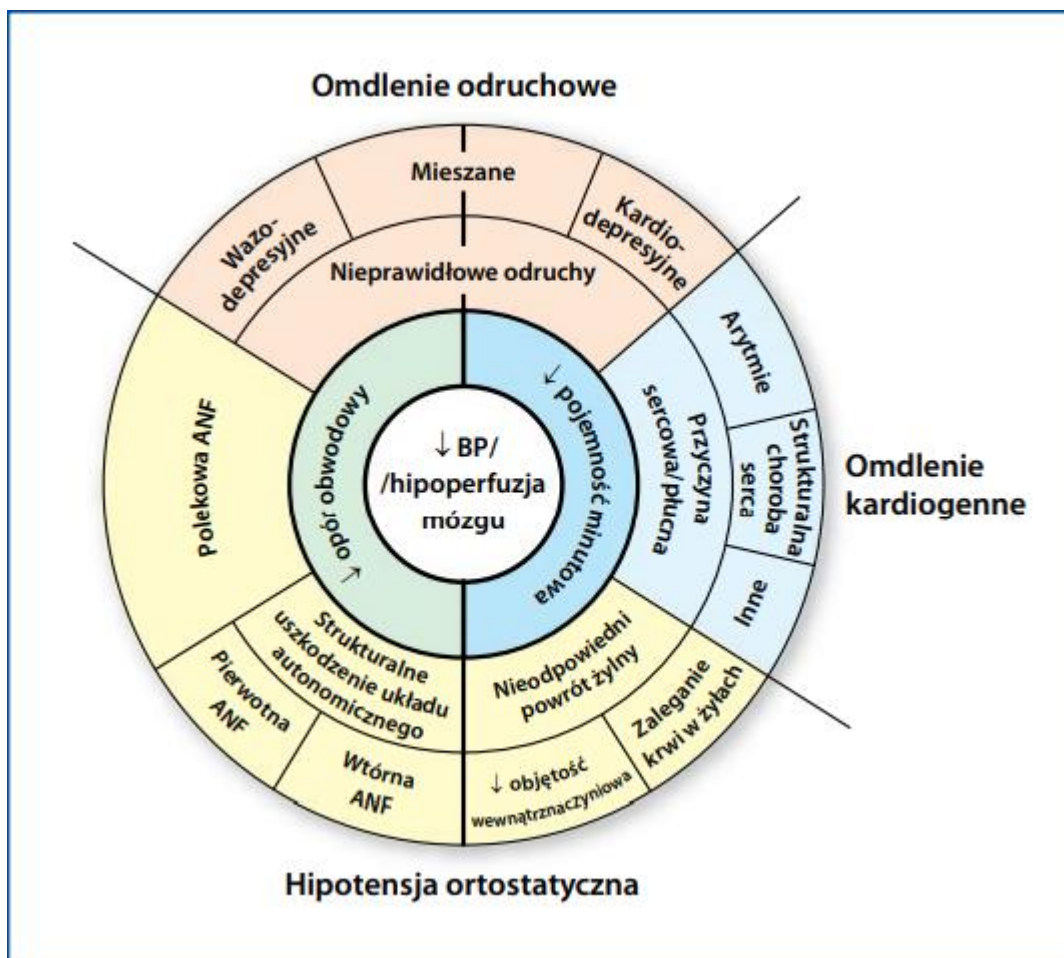 Omdlenie odruchowe
Wazo-
depresyjne
Mieszane
Kardio-
depresyjne
Nieprawidłowe odruchy
Arytmie
Strukturalna
choroba
serca
Inne
Przyczyna
sercowa/płucna
Omdlenie
kardiogenne
↓ opór obwodowy
↓ pojemność minutowa
↓ BP/
/hipoperfuzja
mózgu
Polekowa ANF
Strukturalne
uszkodzenie układu
autonomicznego
Pierwotna
ANF
Wtórna
ANF
Nieodpowiedni
powrót żylny
↓ objętość
wewnątrznaczyniowa
Zaleganie
krwi w żyłach
Hipotensja ortostatyczna